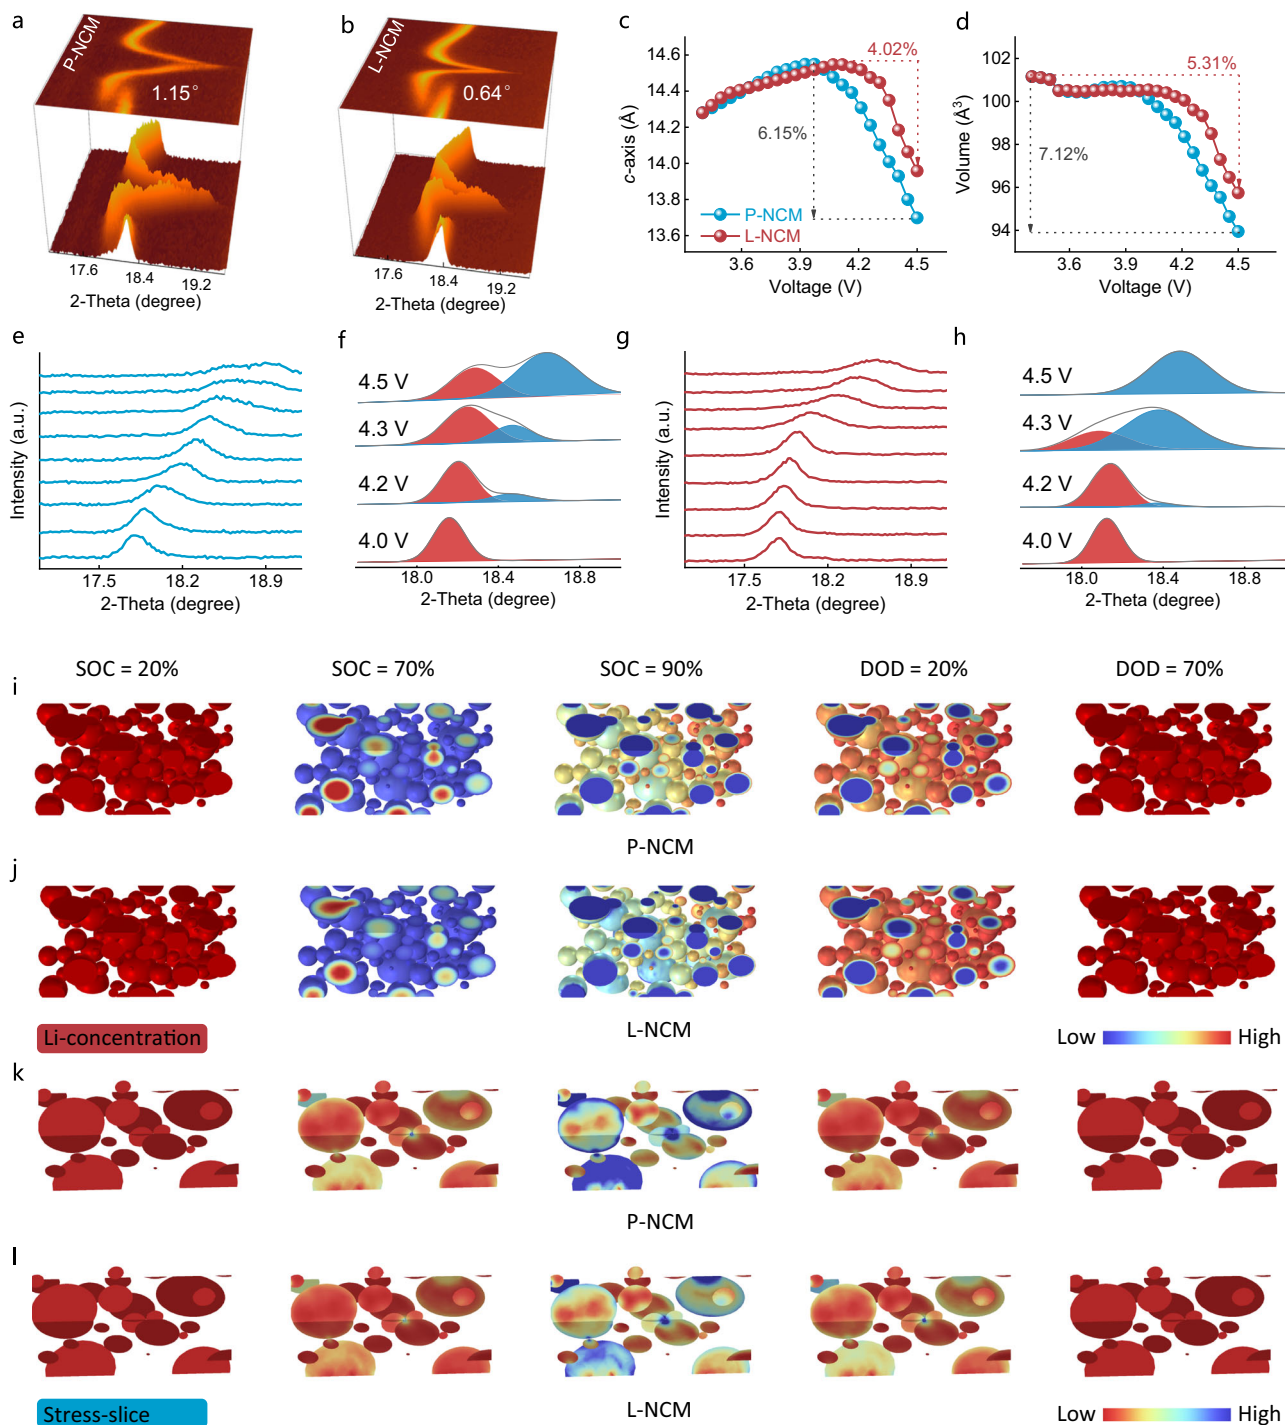 a
P-NCM
1.15°
17.6
18.4
19.2
2-Theta (degree)
b
L-NCM
0.64°
17.6
18.4
19.2
2-Theta (degree)
c
14.6
14.4
14.2
14.0
13.8
13.6
c-axis (Å)
4.02%
6.15%
P-NCM
L-NCM
3.6 3.9 4.2 4.5
Voltage (V)
d
102
100
98
96
94
Volume (Å³)
5.31%
7.12%
3.6 3.9 4.2 4.5
Voltage (V)
e
Intensity (a.u.)
17.5 18.2 18.9
2-Theta (degree)
f
4.5 V
4.3 V
4.2 V
4.0 V
18.0 18.4 18.8
2-Theta (degree)
g
Intensity (a.u.)
17.5 18.2 18.9
2-Theta (degree)
h
4.5 V
4.3 V
4.2 V
4.0 V
18.0 18.4 18.8
2-Theta (degree)
SOC = 20% SOC = 70% SOC = 90% DOD = 20% DOD = 70%
i
P-NCM
j
L-NCM
Li-concentration
Low High
k
P-NCM
l
L-NCM
Stress-slice
Low High